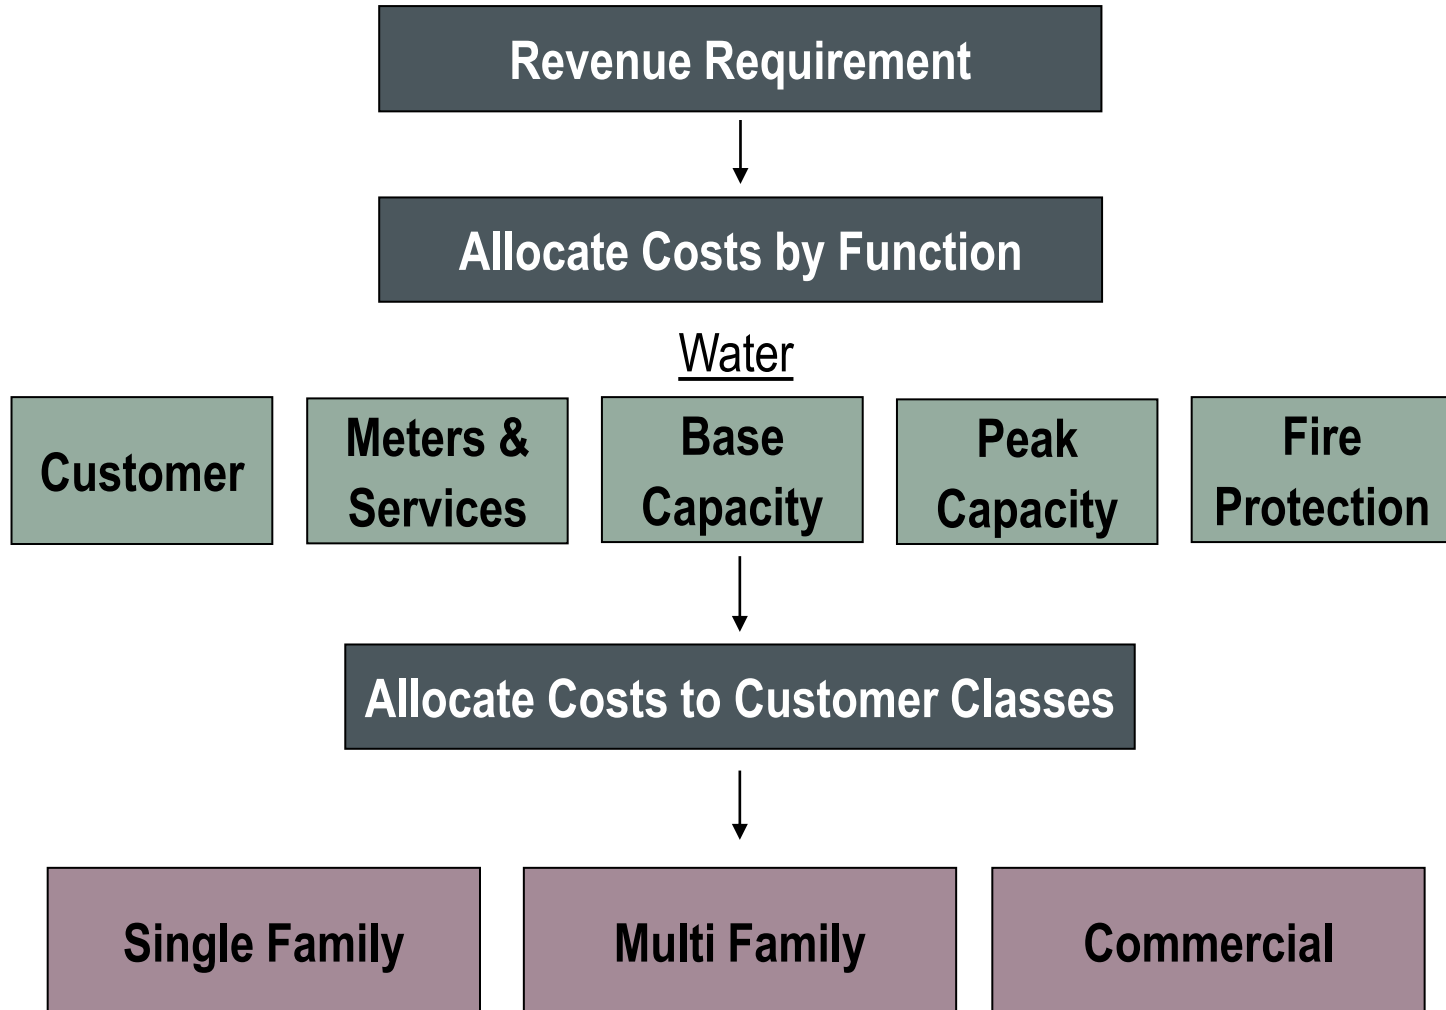 Revenue Requirement
Allocate Costs by Function
Water
Customer
Meters &
Services
Base
Capacity
Peak
Capacity
Fire
Protection
Allocate Costs to Customer Classes
Single Family
Multi Family
Commercial